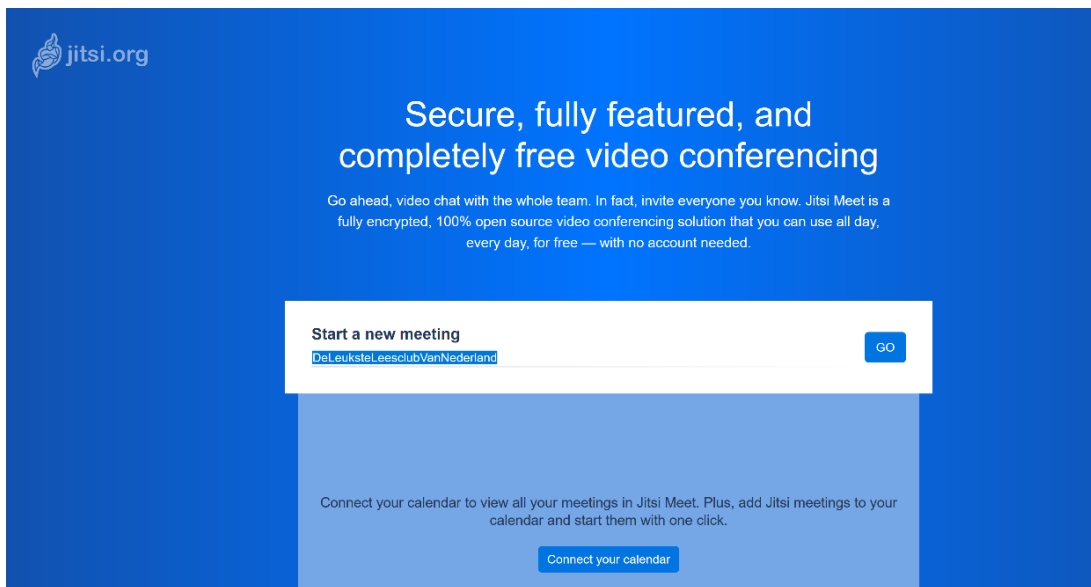 jitsi.org
Secure, fully featured, and
completely free video conferencing
Go ahead, video chat with the whole team. In fact, invite everyone you know. Jitsi Meet is a
fully encrypted, 100% open source video conferencing solution that you can use all day,
every day, for free — with no account needed.
Start a new meeting
DeLeuksteLeesclubVanNederland
GO
Connect your calendar to view all your meetings in Jitsi Meet. Plus, add Jitsi meetings to your
calendar and start them with one click.
Connect your calendar